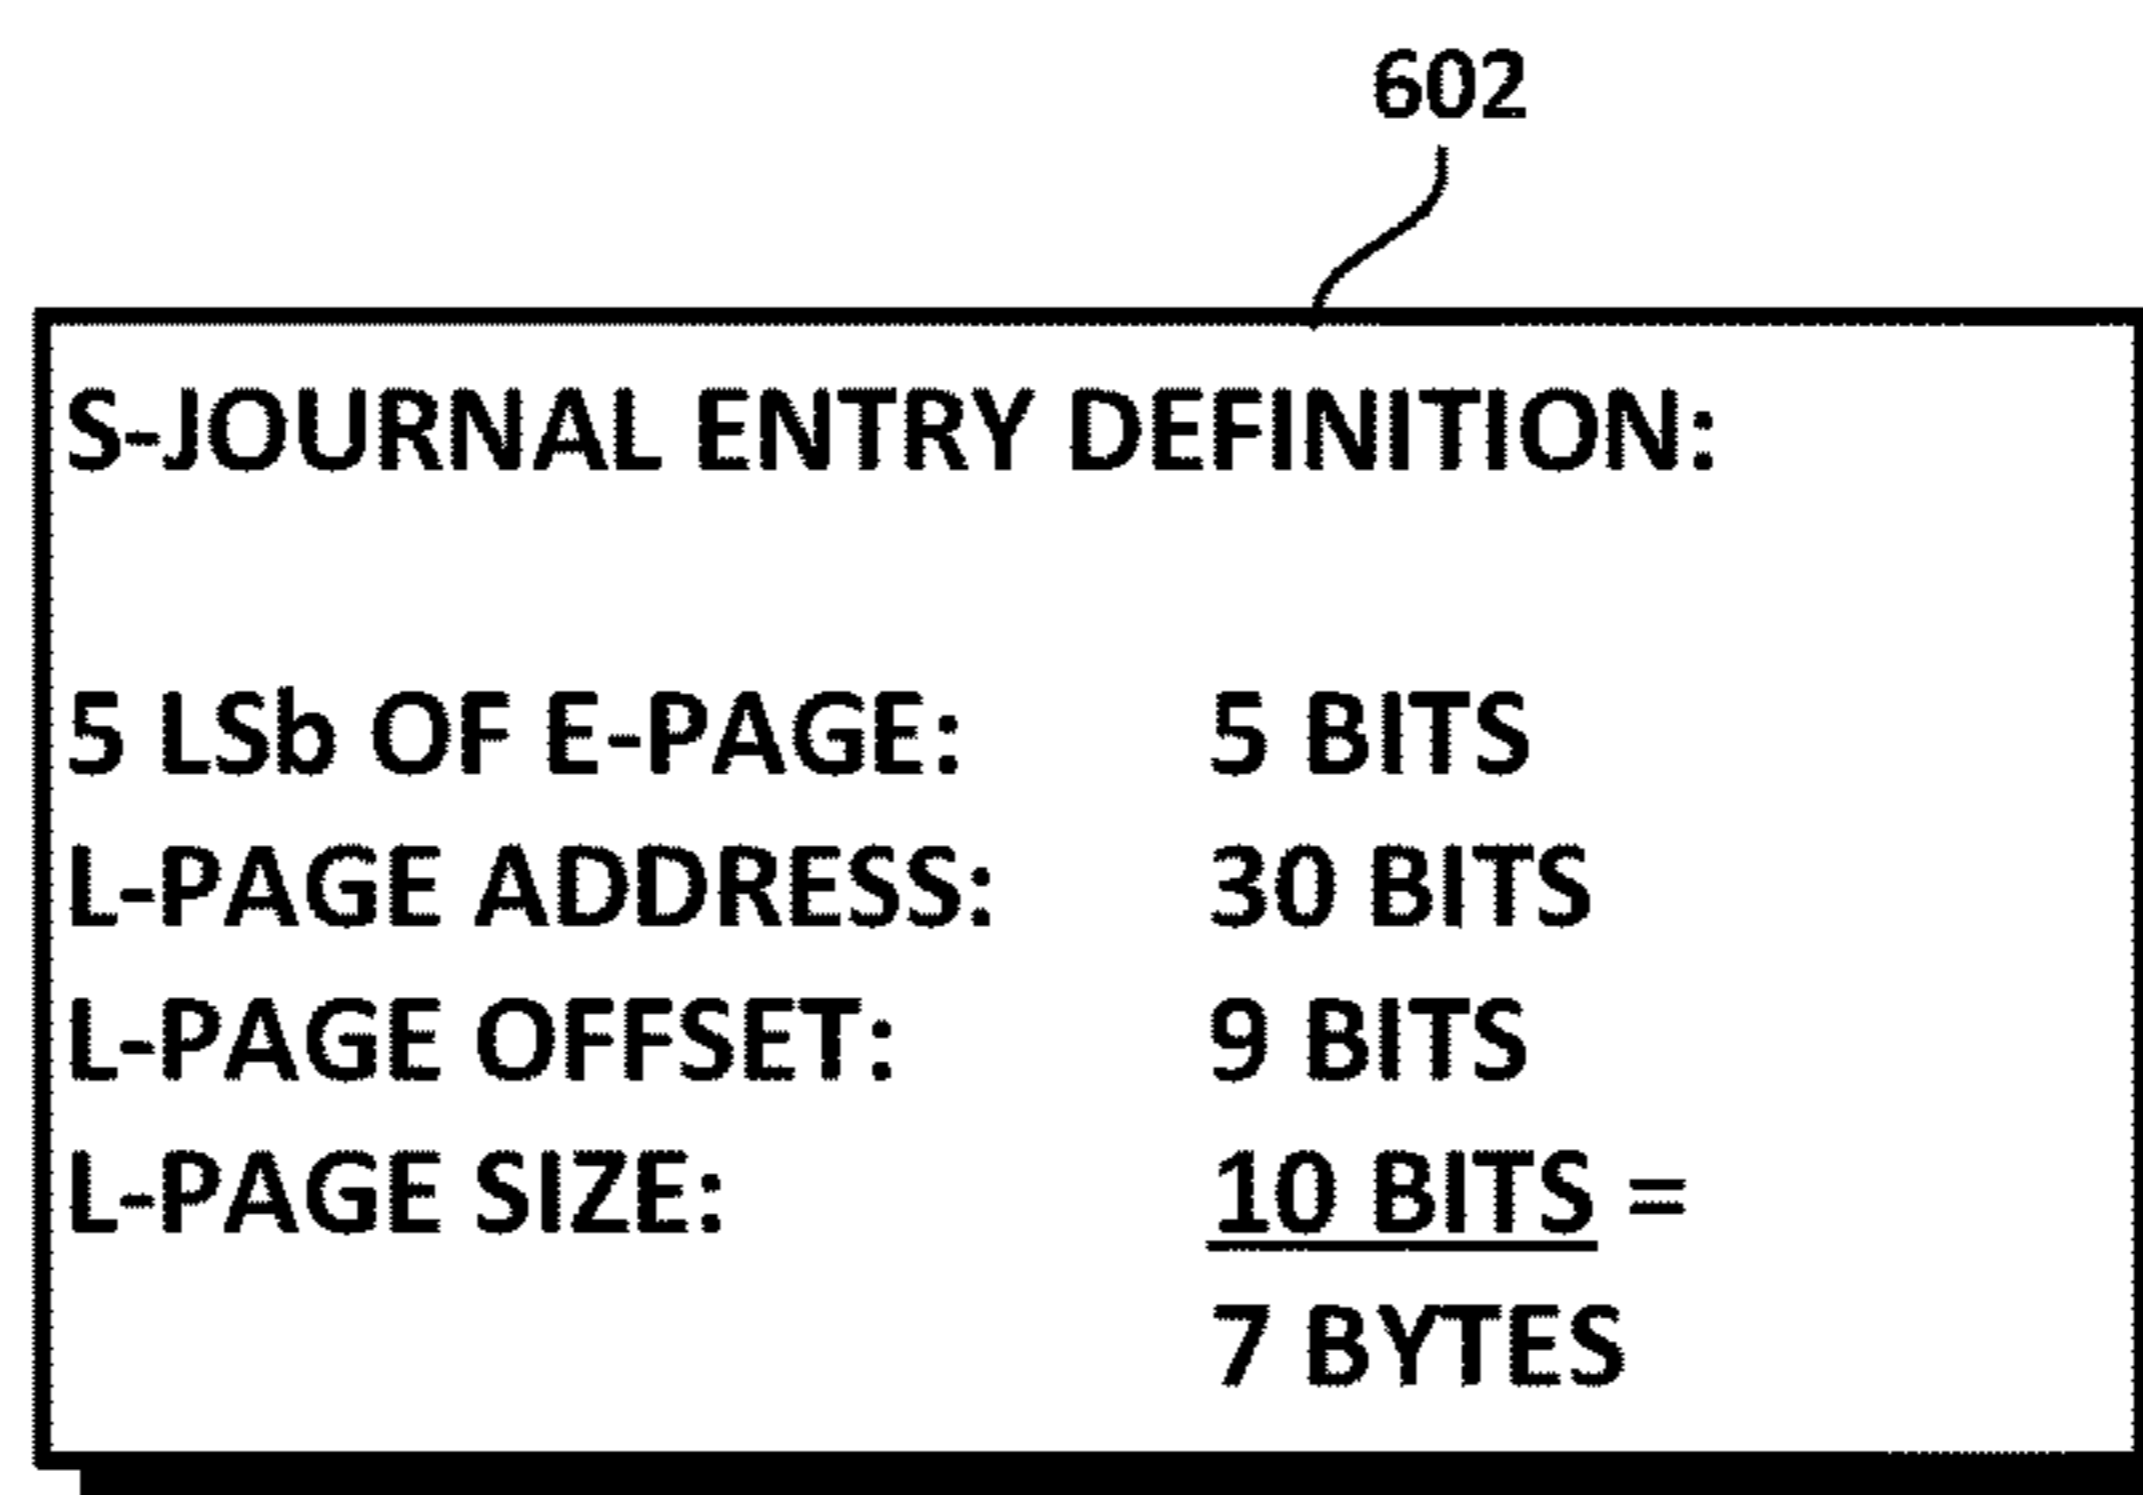 602
S-JOURNAL ENTRY DEFINITION:
5 LSb OF E-PAGE: 5 BITS
L-PAGE ADDRESS: 30 BITS
L-PAGE OFFSET: 9 BITS
L-PAGE SIZE: 10 BITS =
7 BYTES